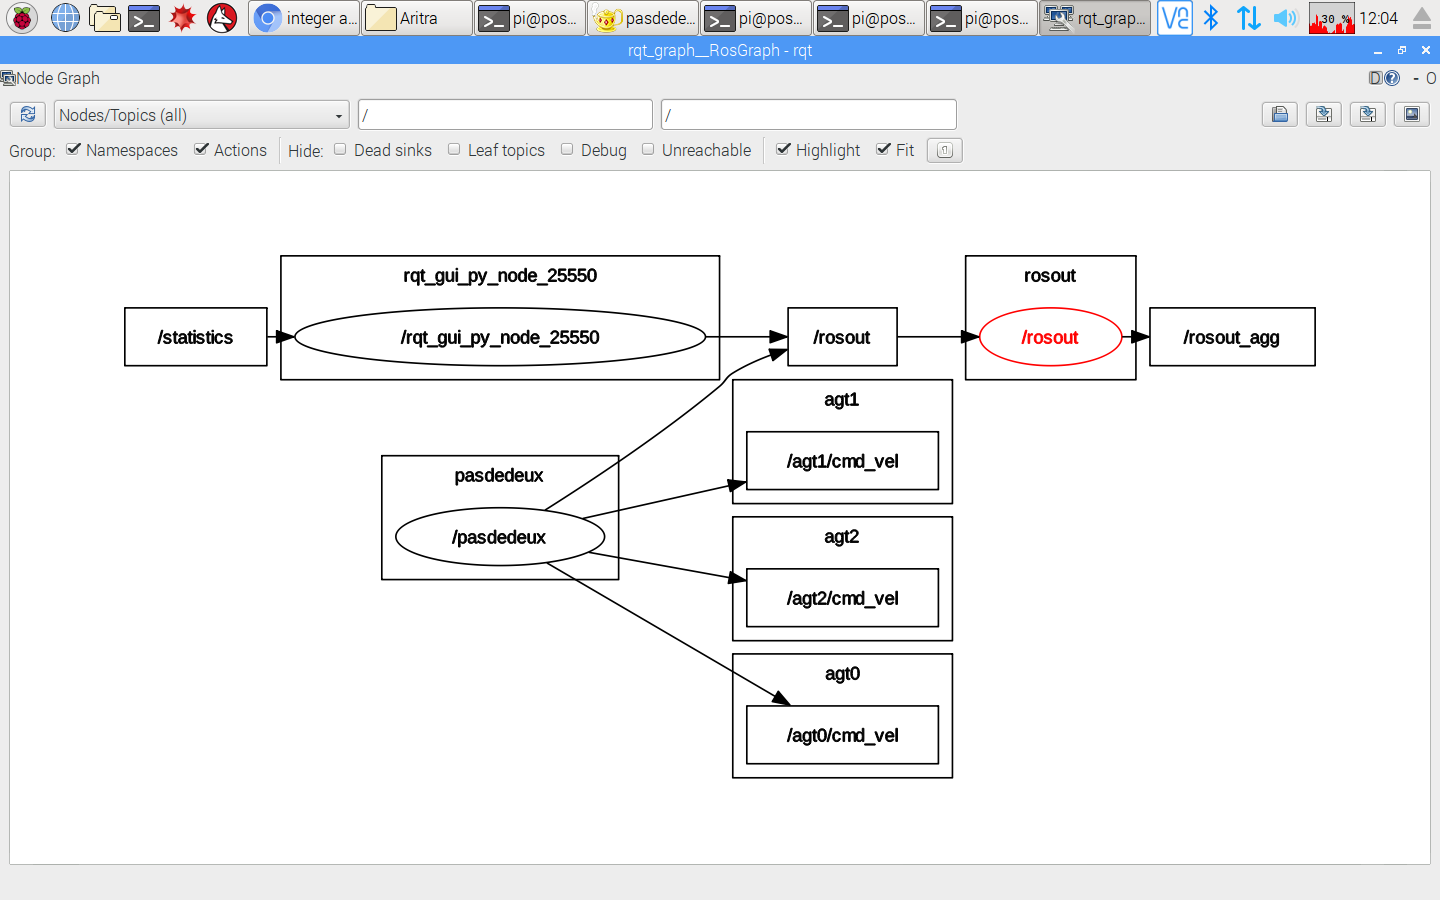 integer a...
Aritra
pi@pos...
pasdede...
pi@pos...
pi@pos...
pi@pos...
rqt_grap...
30 %
12:04
rqt_graph__RosGraph - rqt
Node Graph
D
?
- O
Nodes/Topics (all)
/
/
Group:
Namespaces
Actions
Hide:
Dead sinks
Leaf topics
Debug
Unreachable
Highlight
Fit
rqt_gui_py_node_25550
rosout
/statistics
/rqt_gui_py_node_25550
/rosout
/rosout
/rosout_agg
agt1
/agt1/cmd_vel
pasdedeux
/pasdedeux
agt2
/agt2/cmd_vel
agt0
/agt0/cmd_vel